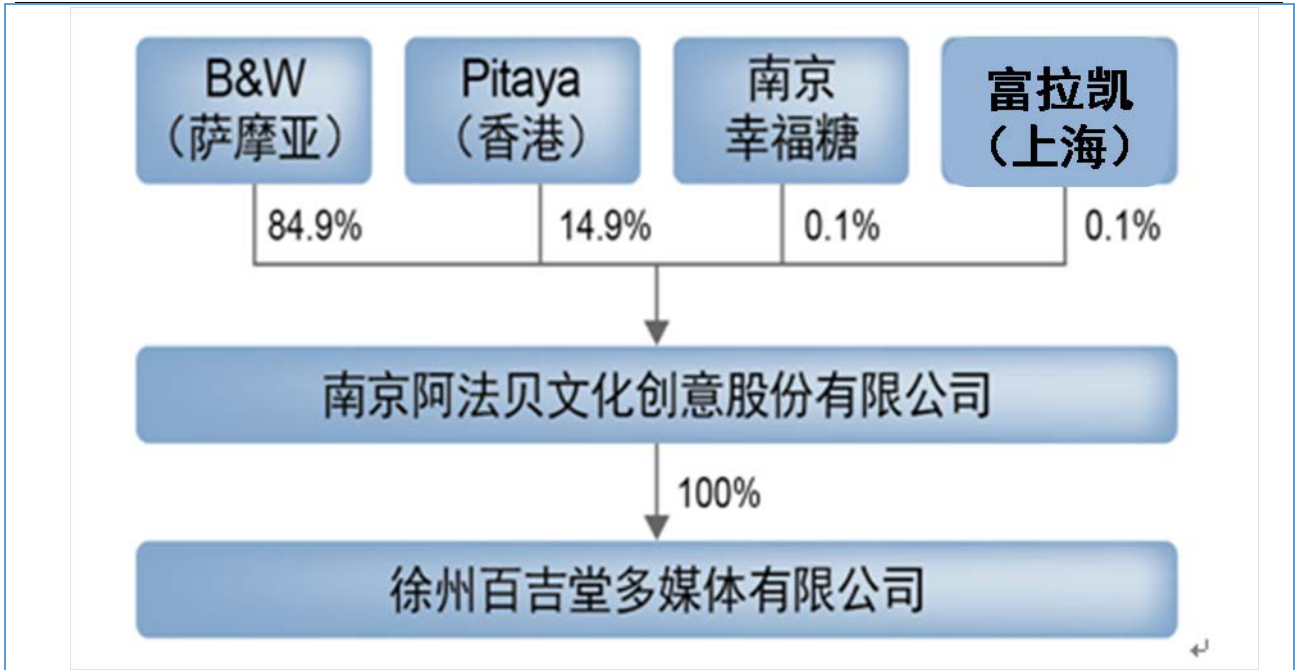 B&W
（萨摩亚）
Pitaya
（香港）
南京
幸福糖
富拉凯
（上海）
84.9%
14.9%
0.1%
0.1%
南京阿法贝文化创意股份有限公司
100%
徐州百吉堂多媒体有限公司